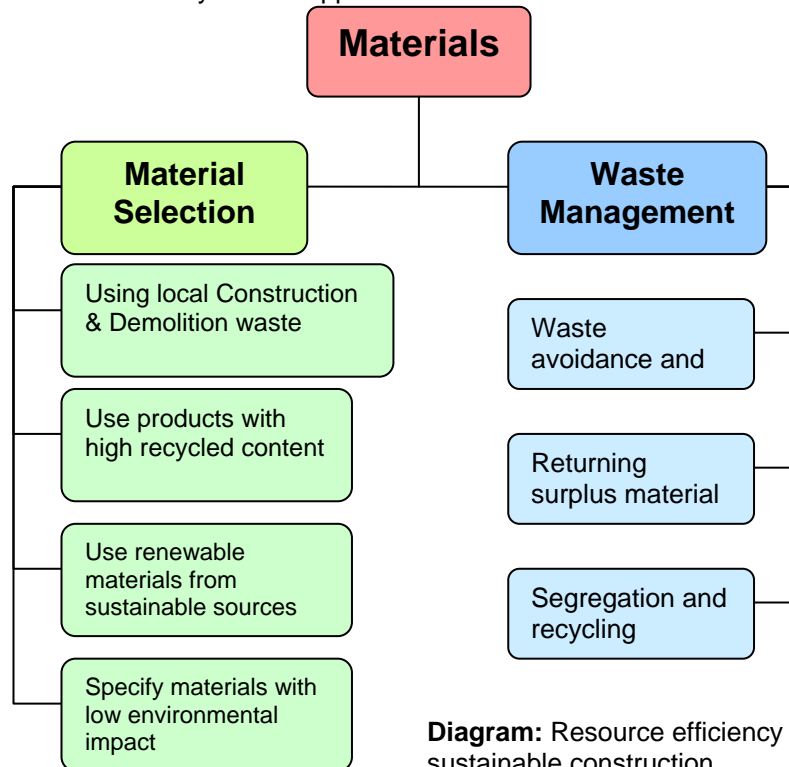 Materials
Material
Selection
Using local Construction
& Demolition waste
Use products with
high recycled content
Use renewable
materials from
sustainable sources
Specify materials with
low environmental
impact
Waste
Management
Waste
avoidance and
Returning
surplus material
Segregation and
recycling
Diagram: Resource efficiency
sustainable construction